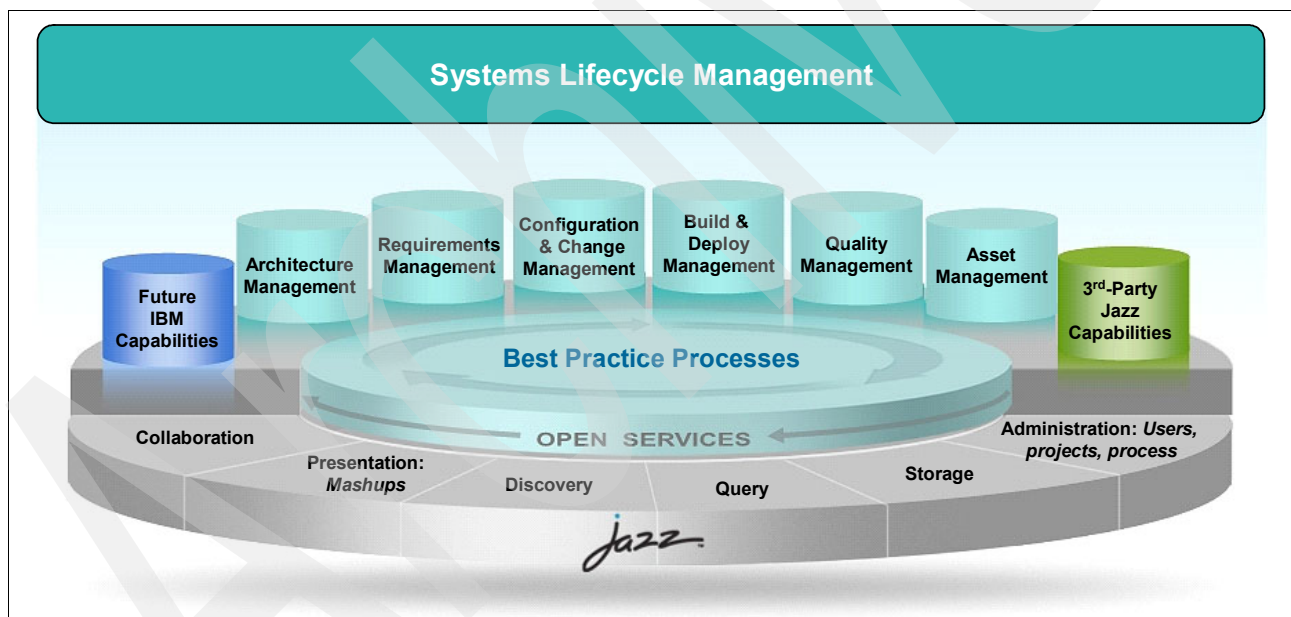 Systems Lifecycle Management
Future
IBM
Capabilities
Architecture
Management
Requirements
Management
Configuration
& Change
Management
Build &
Deploy
Management
Quality
Management
Asset
Management
3rd-Party
Jazz
Capabilities
Best Practice Processes
OPEN SERVICES
Collaboration
Presentation:
Mashups
Discovery
Query
Storage
Administration: Users,
projects, process
jazz™